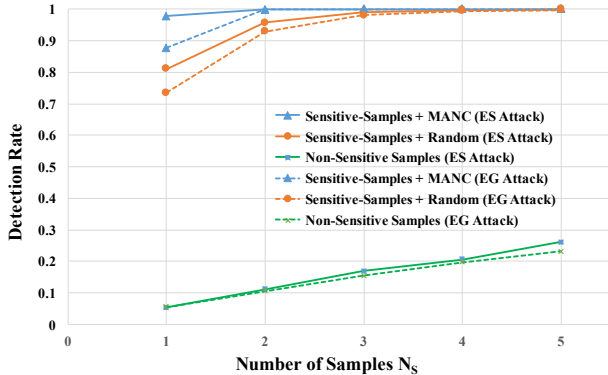 1
0.9
0.8
0.7
0.6
0.5
0.4
0.3
0.2
0.1
0
Detection Rate
Sensitive-Samples + MANC (ES Attack)
Sensitive-Samples + Random (ES Attack)
Non-Sensitive Samples (ES Attack)
Sensitive-Samples + MANC (EG Attack)
Sensitive-Samples + Random (EG Attack)
Non-Sensitive Samples (EG Attack)
0 1 2 3 4 5
Number of Samples Ns